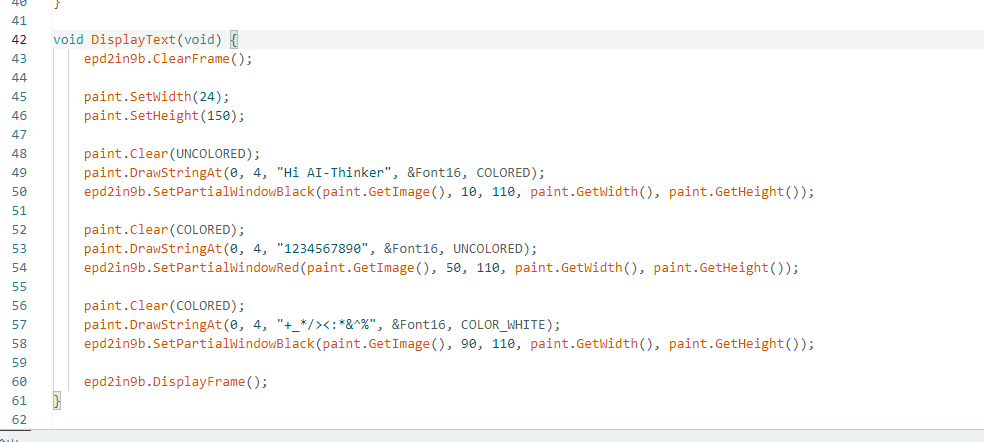 40 }
41
42 void DisplayText(void) {
43 epd2in9b.ClearFrame();
44
45 paint.SetWidth(24);
46 paint.SetHeight(150);
47
48 paint.Clear(UNCOLORED);
49 paint.DrawStringAt(0, 4, "Hi AI-Thinker", &Font16, COLORED);
50 epd2in9b.SetPartialWindowBlack(paint.GetImage(), 10, 110, paint.GetWidth(), paint.GetHeight());
51
52 paint.Clear(COLORED);
53 paint.DrawStringAt(0, 4, "1234567890", &Font16, UNCOLORED);
54 epd2in9b.SetPartialWindowRed(paint.GetImage(), 50, 110, paint.GetWidth(), paint.GetHeight());
55
56 paint.Clear(COLORED);
57 paint.DrawStringAt(0, 4, "+_*/><:*&^%", &Font16, COLOR_WHITE);
58 epd2in9b.SetPartialWindowBlack(paint.GetImage(), 90, 110, paint.GetWidth(), paint.GetHeight());
59
60 epd2in9b.DisplayFrame();
61 }
62